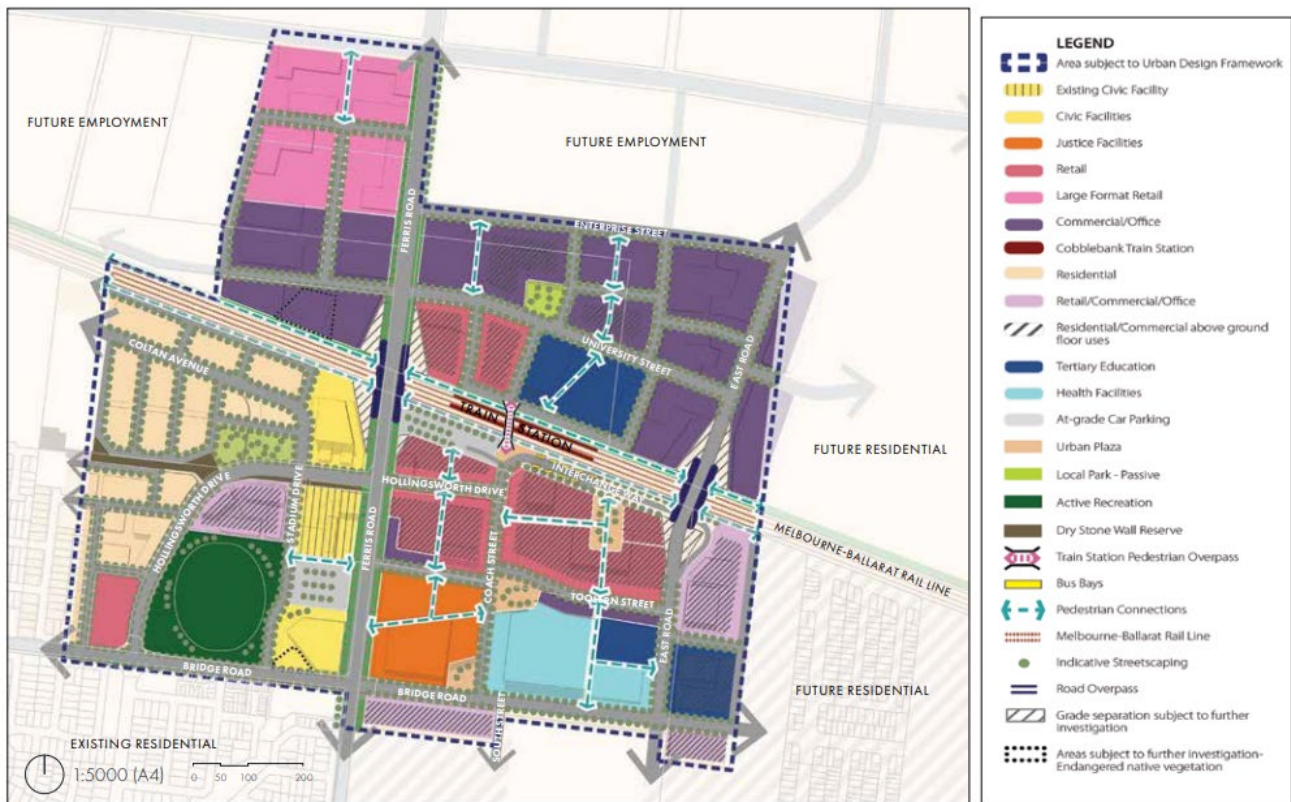 FUTURE EMPLOYMENT
FUTURE EMPLOYMENT
FERRIS ROAD
ENTERPRISE STREET
COLTAN AVENUE
UNIVERSITY STREET
EAST ROAD
TRAIN STATION
FUTURE RESIDENTIAL
INTERCHANGE WAY
HOLLINGSWORTH DRIVE
HOLLINGSWORTH DRIVE
STADIUM DRIVE
FERRIS ROAD
COACH STREET
MELBOURNE-BALLARAT RAIL LINE
TOOLERN STREET
EAST ROAD
BRIDGE ROAD
BRIDGE ROAD
SOUTH STREET
FUTURE RESIDENTIAL
EXISTING RESIDENTIAL
1:5000 (A4)
0 50 100 200
LEGEND
Area subject to Urban Design Framework
Existing Civic Facility
Civic Facilities
Justice Facilities
Retail
Large Format Retail
Commercial/Office
Cobblebank Train Station
Residential
Retail/Commercial/Office
Residential/Commercial above ground
floor uses
Tertiary Education
Health Facilities
At-grade Car Parking
Urban Plaza
Local Park - Passive
Active Recreation
Dry Stone Wall Reserve
Train Station Pedestrian Overpass
Bus Bays
Pedestrian Connections
Melbourne-Ballarat Rail Line
Indicative Streetscaping
Road Overpass
Grade separation subject to further
investigation
Areas subject to further investigation-
Endangered native vegetation